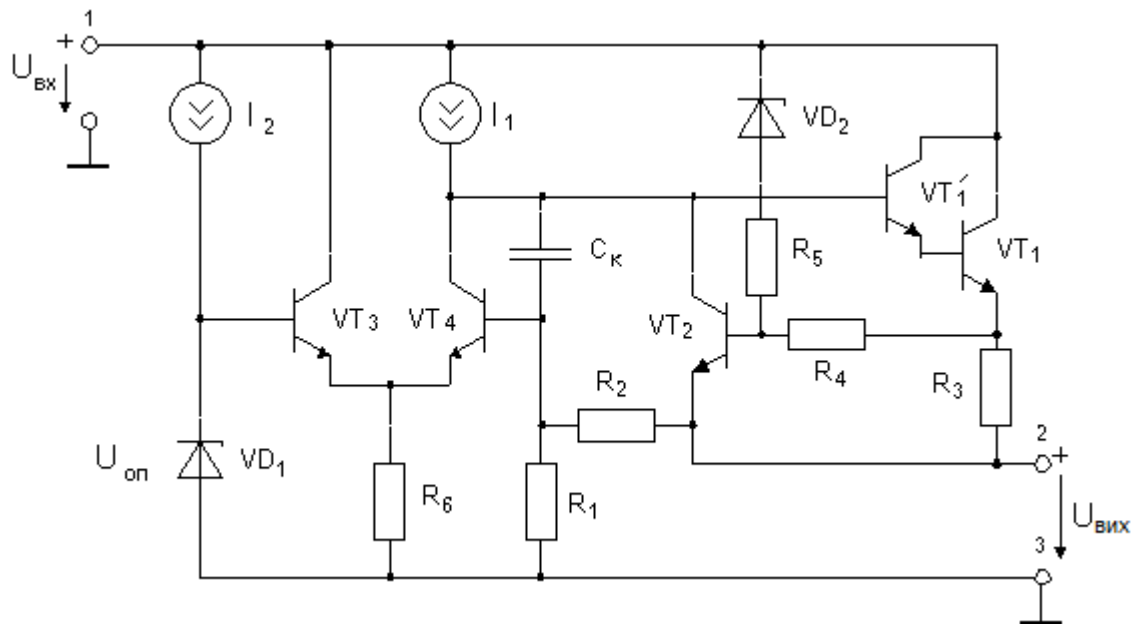 1
+
Uвх
I2
I1
VD2
VT1′
VT1
R5
Cк
VT3
VT4
VT2
R4
R3
R2
2
+
Uоп
VD1
R6
R1
Uвих
3